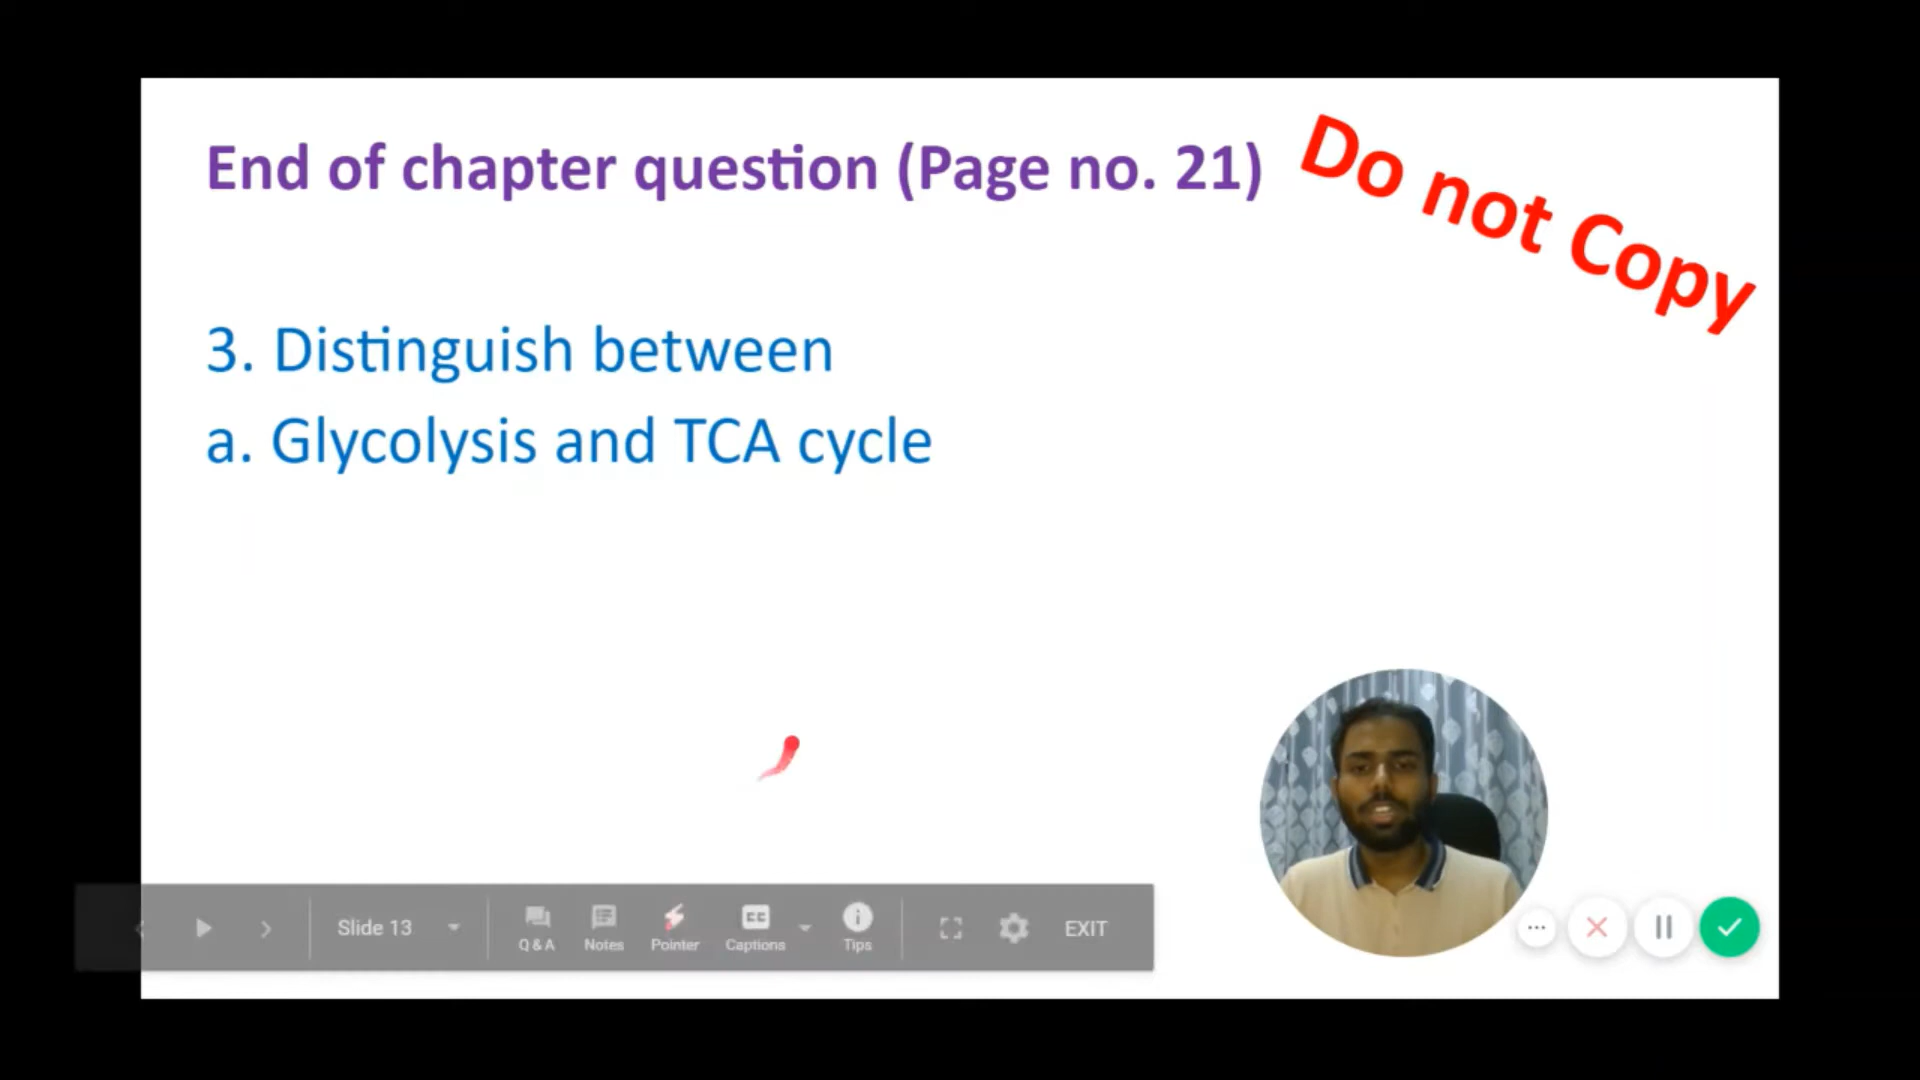 End of chapter question (Page no. 21)
Do not Copy
3. Distinguish between
a. Glycolysis and TCA cycle
Slide 13
Q & A
Notes
Pointer
CC
Captions
Tips
EXIT